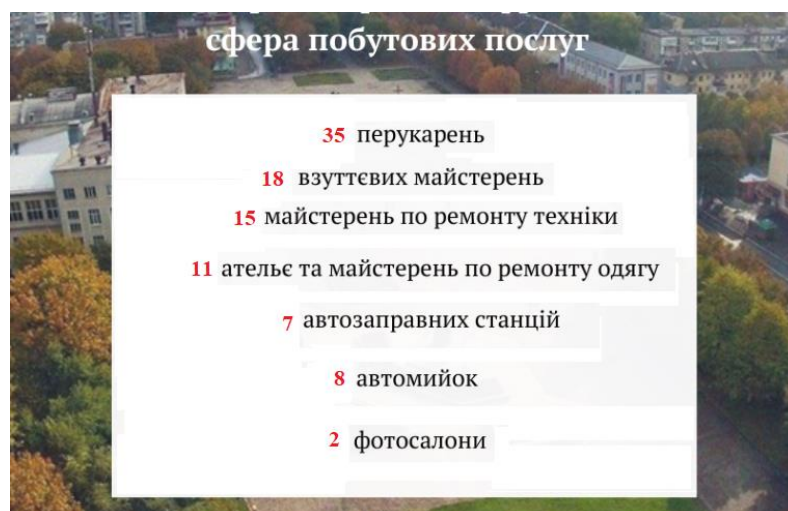 сфера побутових послуг
35 перукарень
18 взуттєвих майстерень
15 майстерень по ремонту техніки
11 ательє та майстерень по ремонту одягу
7 автозаправних станцій
8 автомийок
2 фотосалони